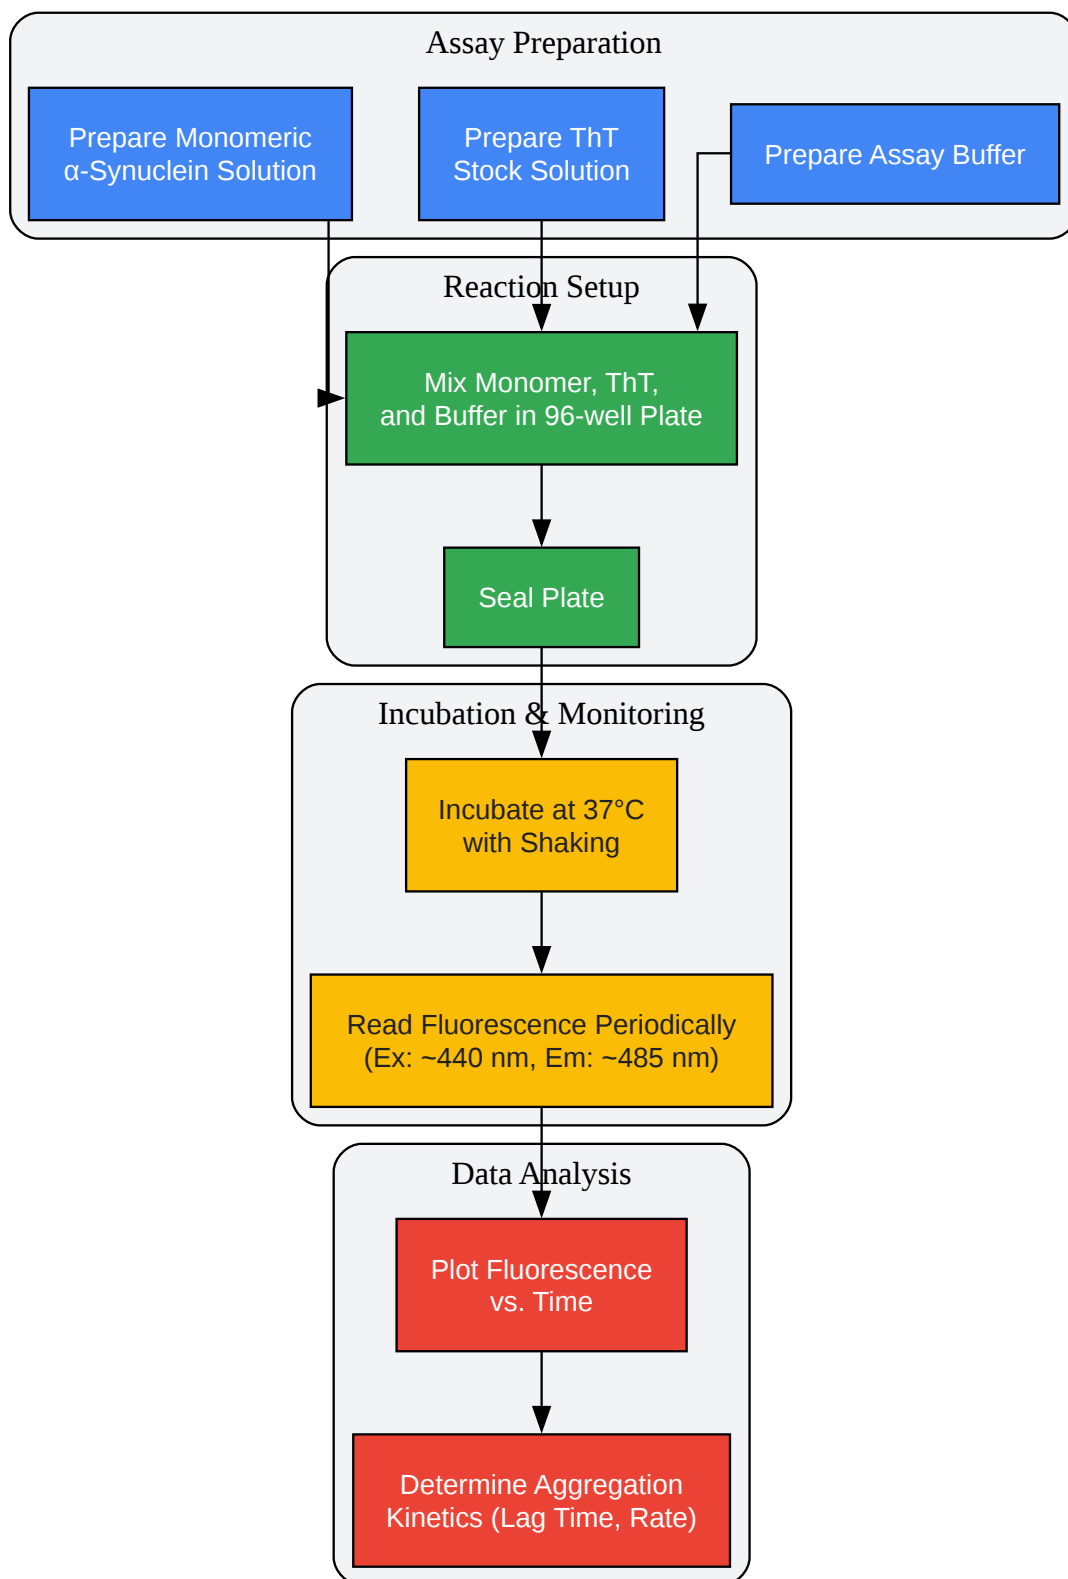 Assay Preparation
Prepare Monomeric
α-Synuclein Solution
Prepare ThT
Stock Solution
Prepare Assay Buffer
Reaction Setup
Mix Monomer, ThT,
and Buffer in 96-well Plate
Seal Plate
Incubation & Monitoring
Incubate at 37°C
with Shaking
Read Fluorescence Periodically
(Ex: ~440 nm, Em: ~485 nm)
Data Analysis
Plot Fluorescence
vs. Time
Determine Aggregation
Kinetics (Lag Time, Rate)